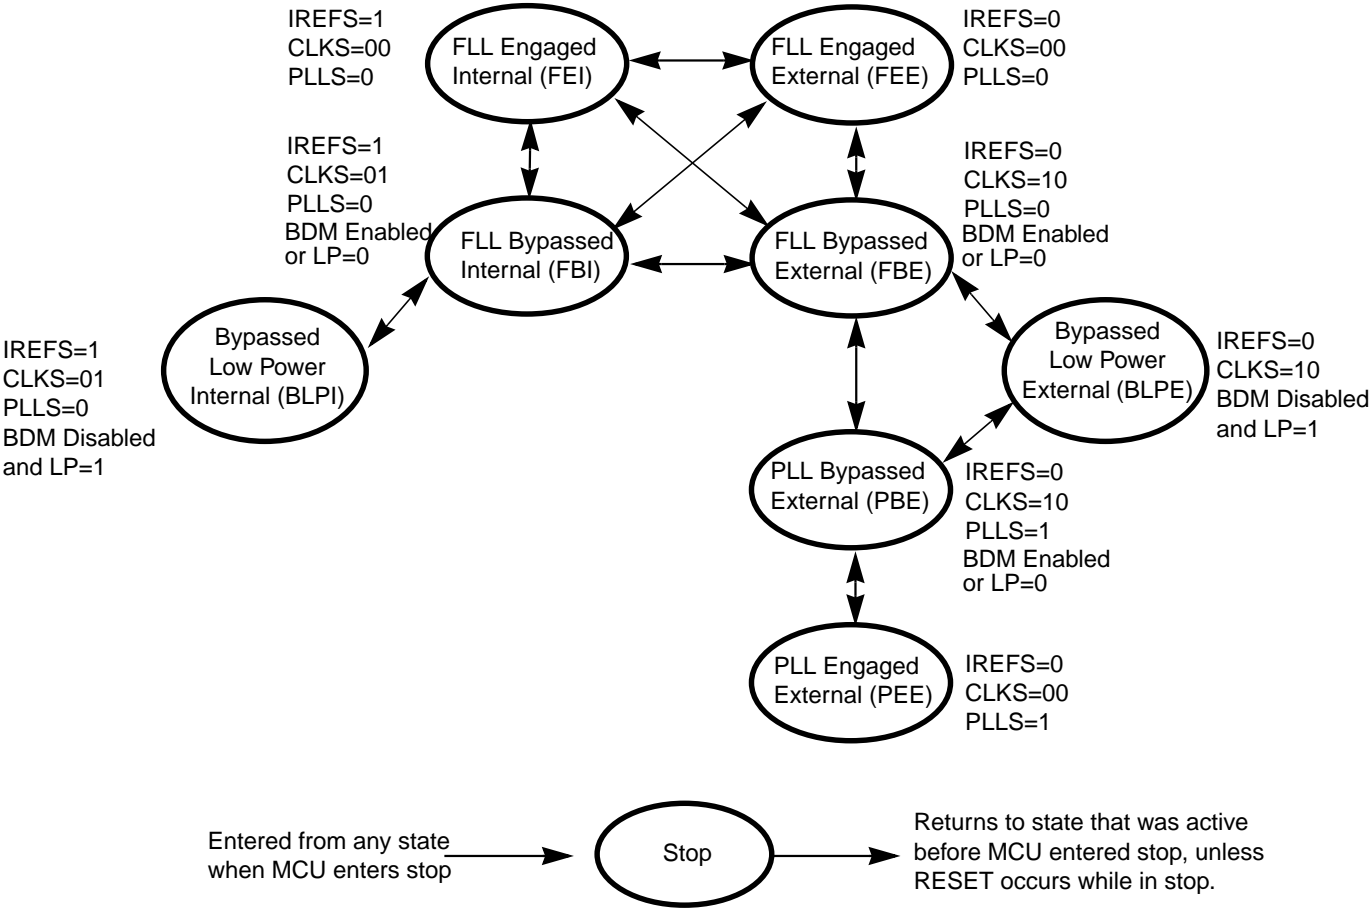 IREFS=1
CLKS=00
PLLS=0
FLL Engaged
Internal (FEI)
FLL Engaged
External (FEE)
IREFS=0
CLKS=00
PLLS=0
IREFS=1
CLKS=01
PLLS=0
BDM Enabled
or LP=0
FLL Bypassed
Internal (FBI)
FLL Bypassed
External (FBE)
IREFS=0
CLKS=10
PLLS=0
BDM Enabled
or LP=0
IREFS=1
CLKS=01
PLLS=0
BDM Disabled
and LP=1
Bypassed
Low Power
Internal (BLPI)
Bypassed
Low Power
External (BLPE)
IREFS=0
CLKS=10
BDM Disabled
and LP=1
PLL Bypassed
External (PBE)
IREFS=0
CLKS=10
PLLS=1
BDM Enabled
or LP=0
PLL Engaged
External (PEE)
IREFS=0
CLKS=00
PLLS=1
Entered from any state
when MCU enters stop
Stop
Returns to state that was active
before MCU entered stop, unless
RESET occurs while in stop.